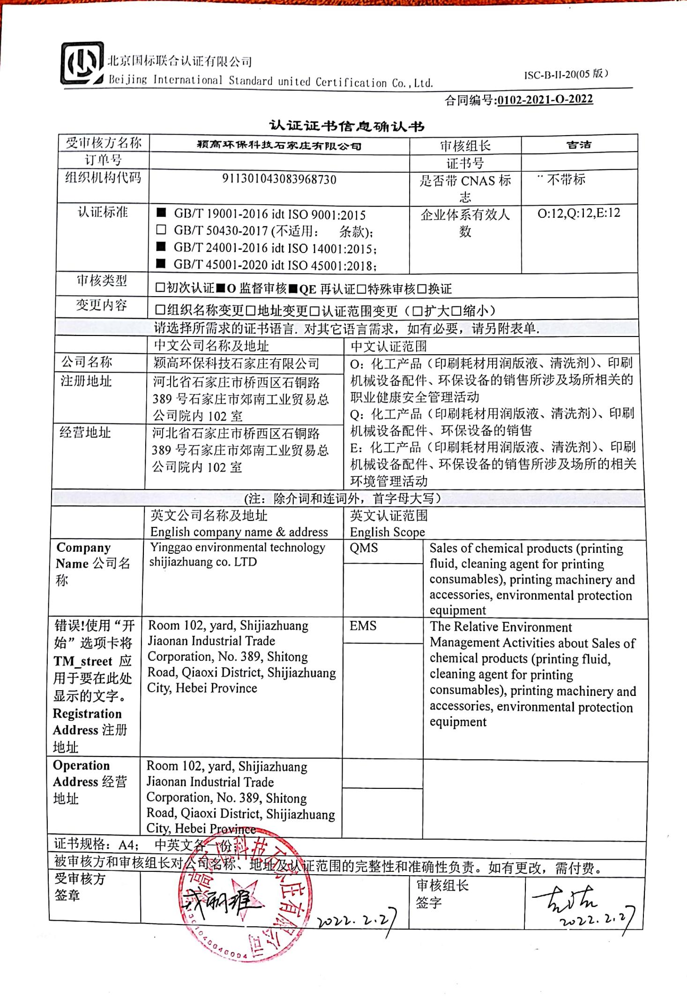 北京国标联合认证有限公司
Beijing International Standard united Certification Co.,Ltd.
ISC-B-II-20(05 版)
合同编号:0102-2021-O-2022
认证证书信息确认书
受审核方名称 颖高环保科技石家庄有限公司 审核组长 吉洁
订单号 证书号
组织机构代码 911301043083968730 是否带 CNAS 标 ¨ 不带标
志
认证标准 ■ GB/T 19001-2016 idt ISO 9001:2015 企业体系有效人 O:12,Q:12,E:12
□ GB/T 50430-2017 (不适用： 条款); 数
■ GB/T 24001-2016 idt ISO 14001:2015;
■ GB/T 45001-2020 idt ISO 45001:2018;
审核类型 □初次认证■O 监督审核■QE 再认证□特殊审核□换证
变更内容 □组织名称变更□地址变更□认证范围变更（□扩大□缩小）
请选择所需求的证书语言. 对其它语言需求，如有必要，请另附表单.
中文公司名称及地址 中文认证范围
公司名称 颖高环保科技石家庄有限公司
注册地址 河北省石家庄市桥西区石铜路
389 号石家庄市郊南工业贸易总
公司院内 102 室
经营地址 河北省石家庄市桥西区石铜路
389 号石家庄市郊南工业贸易总
公司院内 102 室
O：化工产品（印刷耗材用润版液、清洗剂）、印刷
机械设备配件、环保设备的销售所涉及场所相关的
职业健康安全管理活动
Q：化工产品（印刷耗材用润版液、清洗剂）、印刷
机械设备配件、环保设备的销售
E：化工产品（印刷耗材用润版液、清洗剂）、印刷
机械设备配件、环保设备的销售所涉及场所的相关
环境管理活动
(注：除介词和连词外，首字母大写）
英文公司名称及地址 英文认证范围
English company name & address English Scope
Company
Name 公司名
称
Yinggao environmental technology
shijiazhuang co. LTD
QMS
Sales of chemical products (printing
fluid, cleaning agent for printing
consumables), printing machinery and
accessories, environmental protection
equipment
错误!使用“开
始”选项卡将
TM_street 应
用于要在此处
显示的文字。
Registration
Address 注册
地址
Room 102, yard, Shijiazhuang
Jiaonan Industrial Trade
Corporation, No. 389, Shitong
Road, Qiaoxi District, Shijiazhuang
City, Hebei Province
EMS
The Relative Environment
Management Activities about Sales of
chemical products (printing fluid,
cleaning agent for printing
consumables), printing machinery and
accessories, environmental protection
equipment
Operation
Address 经营
地址
Room 102, yard, Shijiazhuang
Jiaonan Industrial Trade
Corporation, No. 389, Shitong
Road, Qiaoxi District, Shijiazhuang
City, Hebei Province
证书规格：A4； 中英文各一份；
被审核方和审核组长对公司名称、地址及认证范围的完整性和准确性负责。如有更改，需付费。
受审核方
签章
颖高环保科技石家庄有限公司
2022.2.27
审核组长
签字
吉洁
2022.2.27